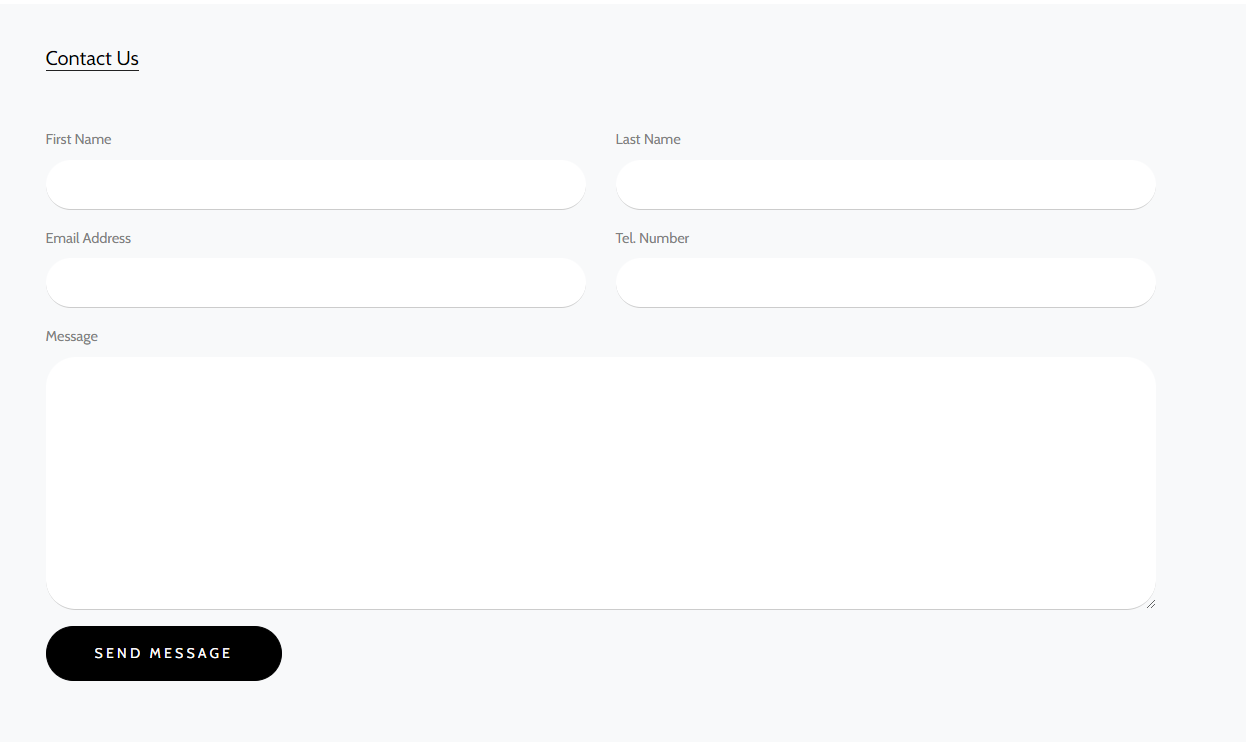 Contact Us
First Name
Last Name
Email Address
Tel. Number
Message
SEND MESSAGE